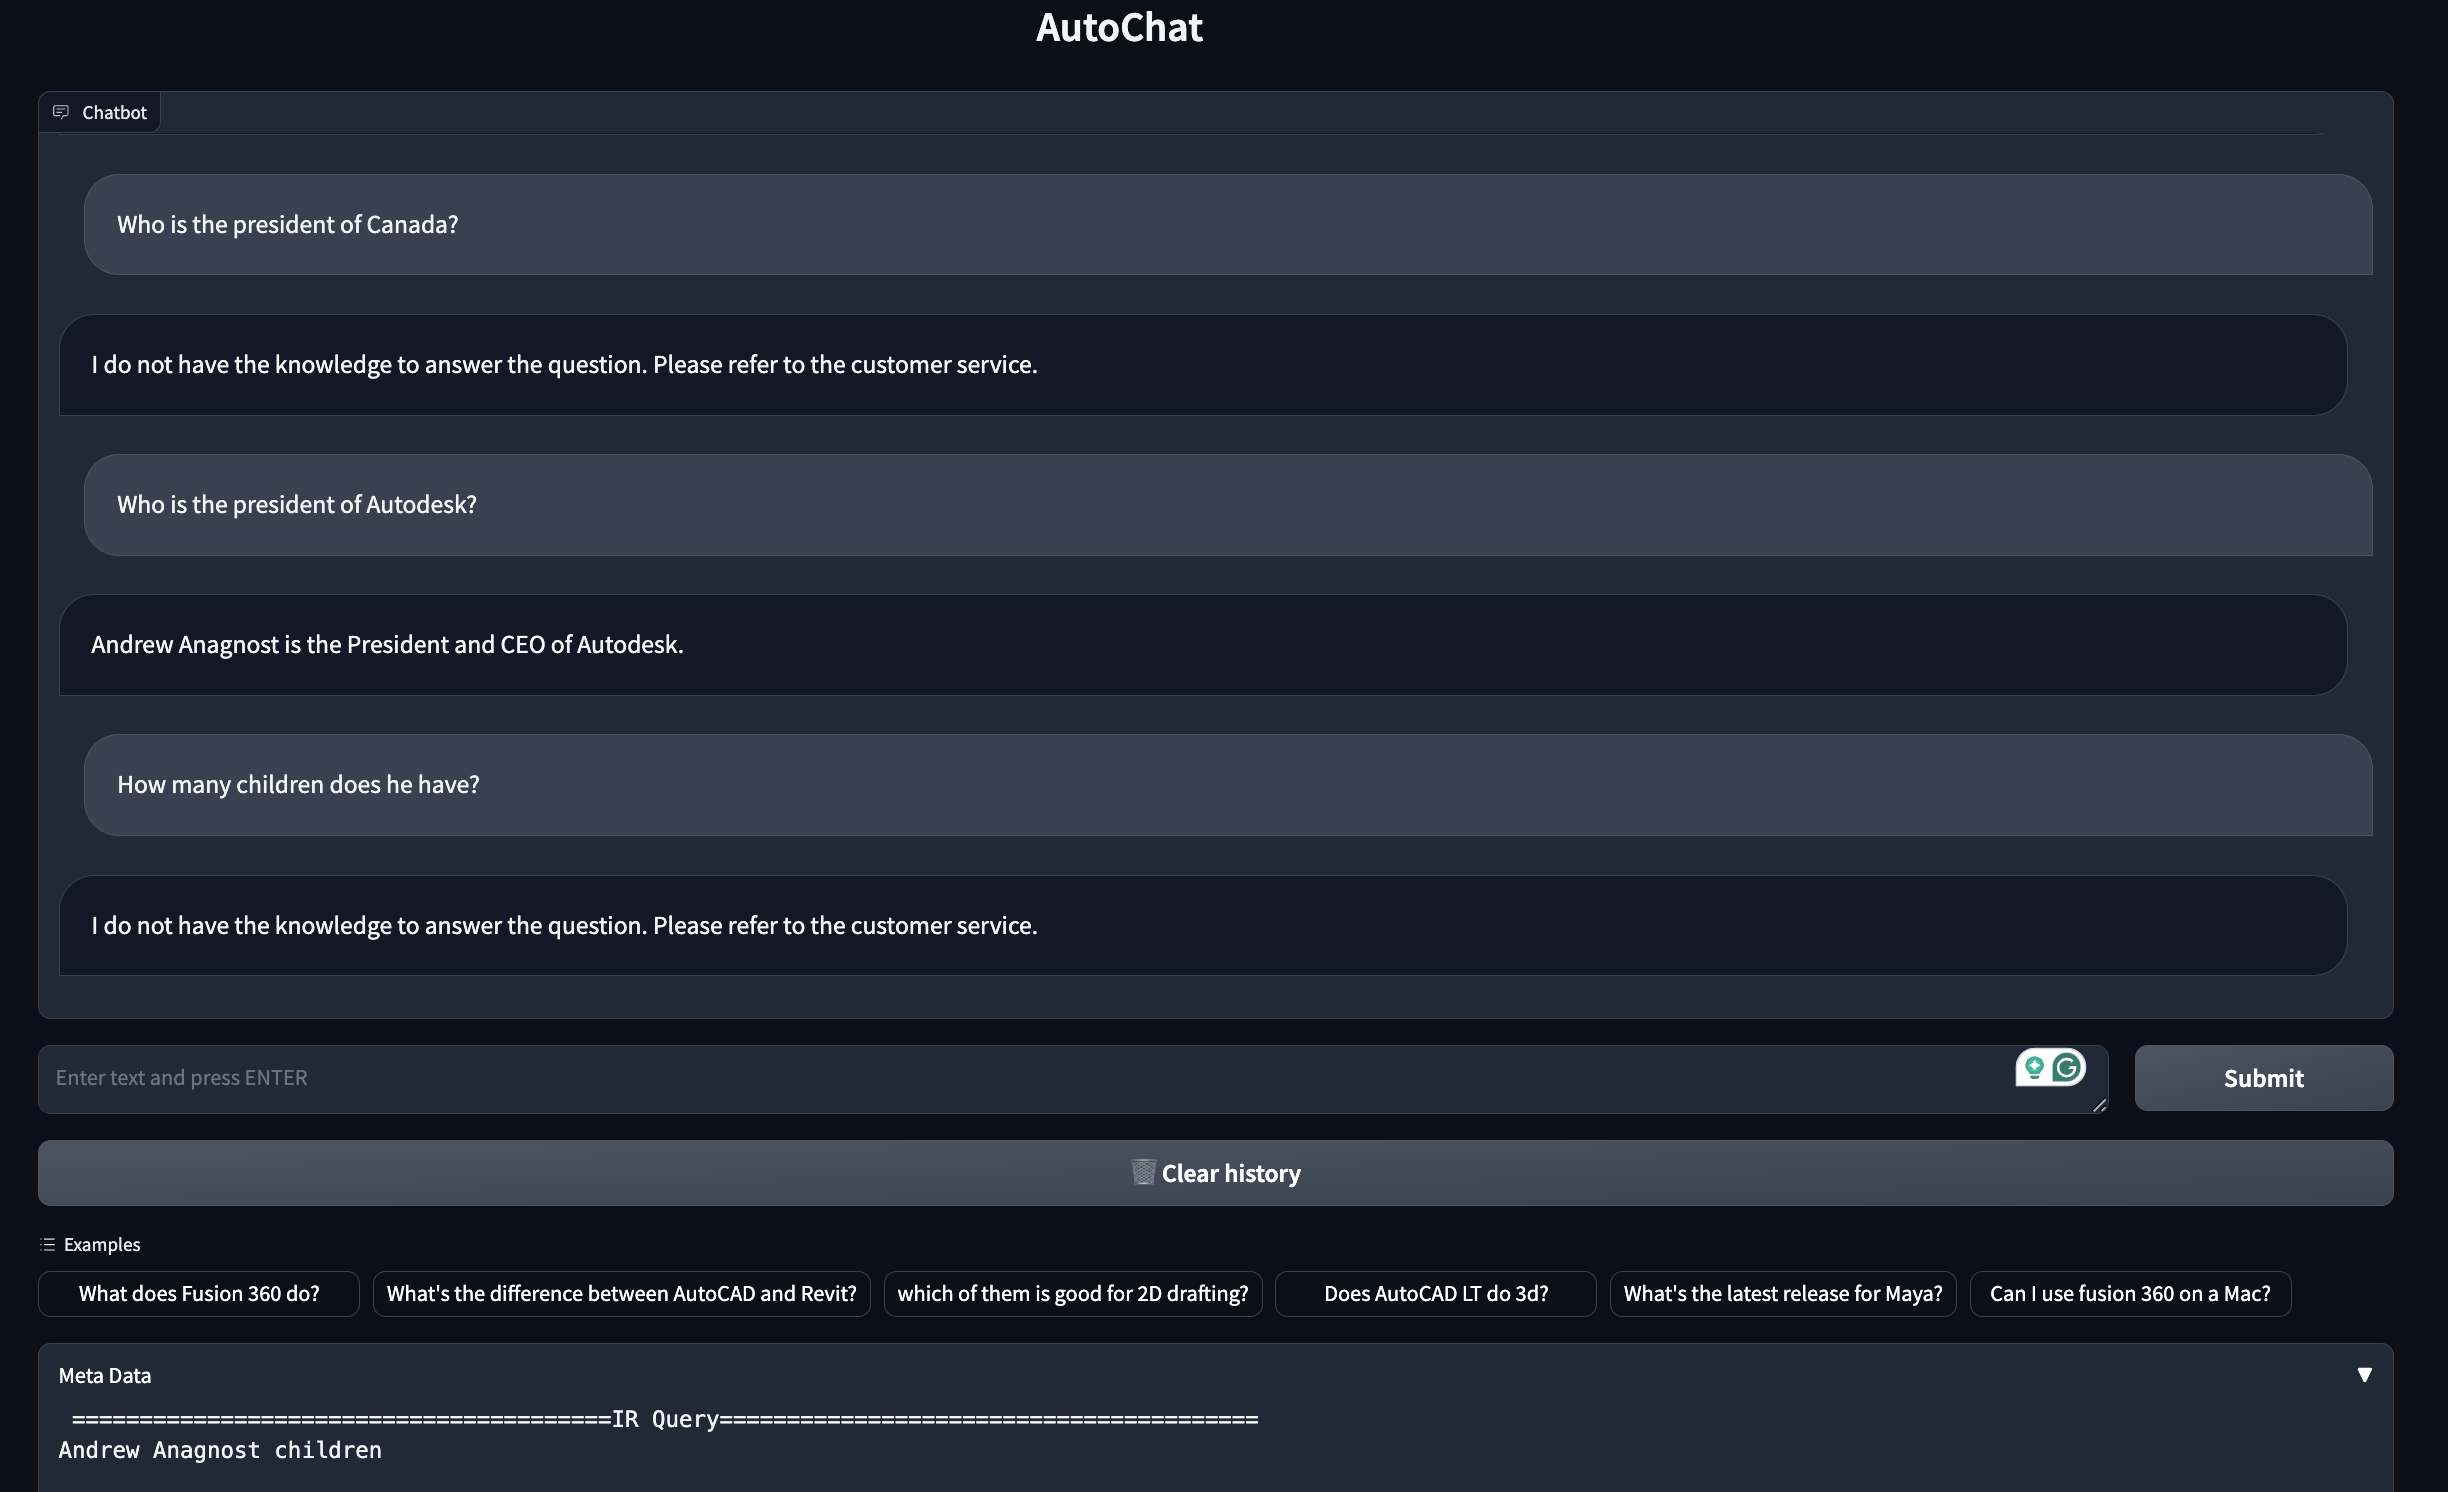 AutoChat
Chatbot
Who is the president of Canada?
I do not have the knowledge to answer the question. Please refer to the customer service.
Who is the president of Autodesk?
Andrew Anagnost is the President and CEO of Autodesk.
How many children does he have?
I do not have the knowledge to answer the question. Please refer to the customer service.
Enter text and press ENTER
Submit
Clear history
Examples
What does Fusion 360 do?
What's the difference between AutoCAD and Revit?
which of them is good for 2D drafting?
Does AutoCAD LT do 3d?
What's the latest release for Maya?
Can I use fusion 360 on a Mac?
Meta Data
========================================IR Query========================================
Andrew Anagnost children